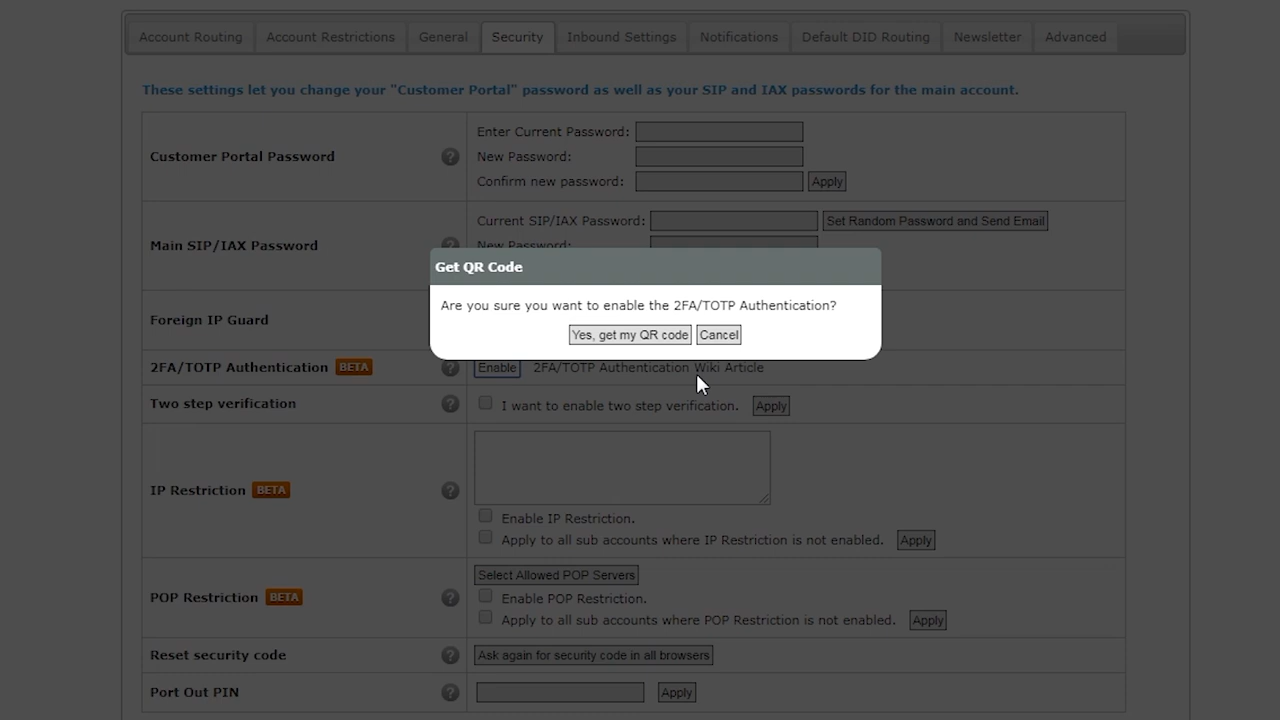 Account Routing
Account Restrictions
General
Security
Inbound Settings
Notifications
Default DID Routing
Newsletter
Advanced
These settings let you change your "Customer Portal" password as well as your SIP and IAX passwords for the main account.
Customer Portal Password
?
Enter Current Password:
New Password:
Confirm new password:
Apply
Main SIP/IAX Password
?
Current SIP/IAX Password:
Set Random Password and Send Email
New Password:
Get QR Code
Are you sure you want to enable the 2FA/TOTP Authentication?
Yes, get my QR code
Cancel
Foreign IP Guard
2FA/TOTP Authentication BETA
?
Enable
2FA/TOTP Authentication Wiki Article
Two step verification
?
I want to enable two step verification.
Apply
IP Restriction BETA
?
Enable IP Restriction.
Apply to all sub accounts where IP Restriction is not enabled.
Apply
POP Restriction BETA
?
Select Allowed POP Servers
Enable POP Restriction.
Apply to all sub accounts where POP Restriction is not enabled.
Apply
Reset security code
?
Ask again for security code in all browsers
Port Out PIN
?
Apply